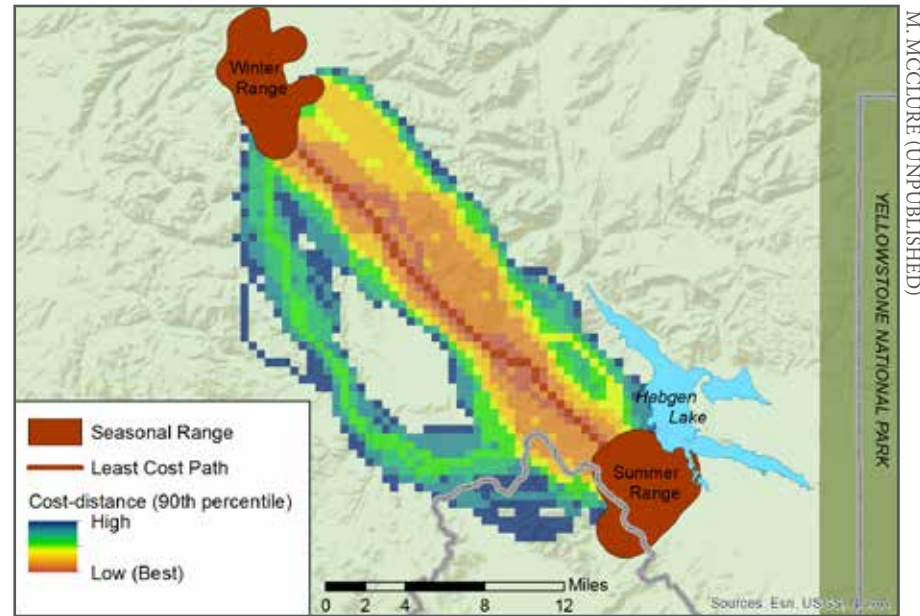 Winter
Range
Habgen
Lake
Summer
Range
YELLOWSTONE NATIONAL PARK
M. MCCLURE (UNPUBLISHED)
Seasonal Range
Least Cost Path
Cost-distance (90th percentile)
High
Low (Best)
Miles
0 2 4 8 12
Sources: Esri, USGS,